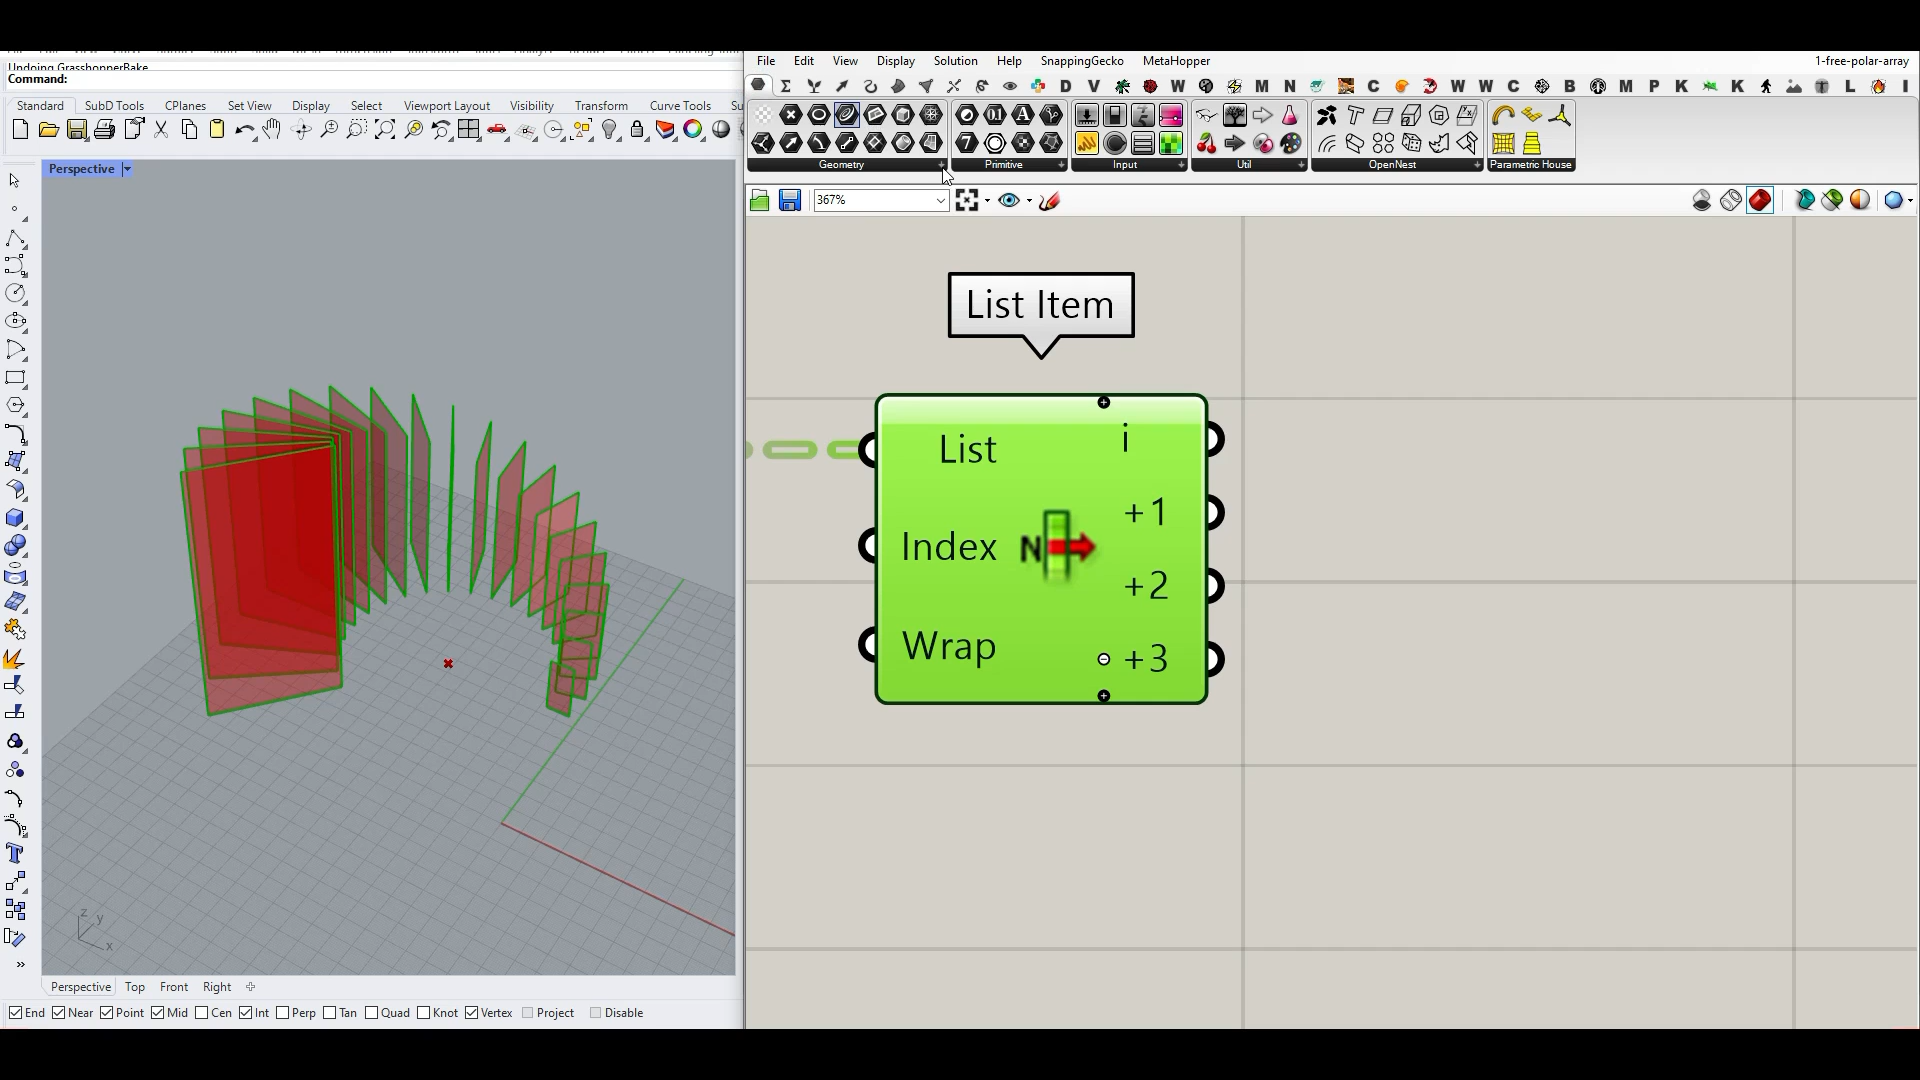 Undoing GrasshopperBake
Command:
Standard SubD Tools CPlanes Set View Display Select Viewport Layout Visibility Transform Curve Tools Su
Perspective
z y x
Perspective Top Front Right
End Near Point Mid Cen Int Perp Tan Quad Knot Vertex Project Disable
File Edit View Solution Help SnappingGecko MetaHopper 1-free-polar-array
D V W M N C W W C B M P K K L I
Geometry Primitive Input Util OpenNest Parametric House
367%
List Item
List
Index
Wrap
N
i
+1
+2
+3